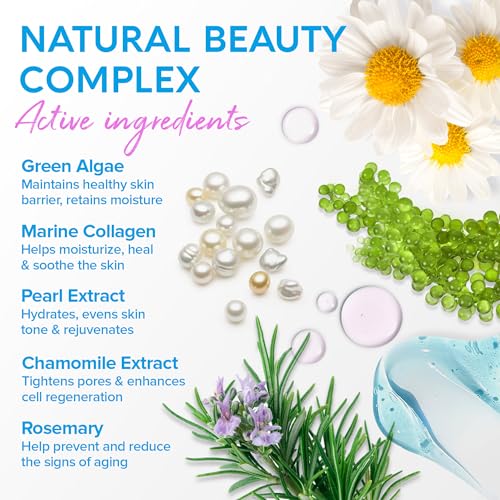 NATURAL BEAUTY
COMPLEX
Active ingredients
Green Algae
Maintains healthy skin
barrier, retains moisture
Marine Collagen
Helps moisturize, heal
& soothe the skin
Pearl Extract
Hydrates, evens skin
tone & rejuvenates
Chamomile Extract
Tightens pores & enhances
cell regeneration
Rosemary
Help prevent and reduce
the signs of aging